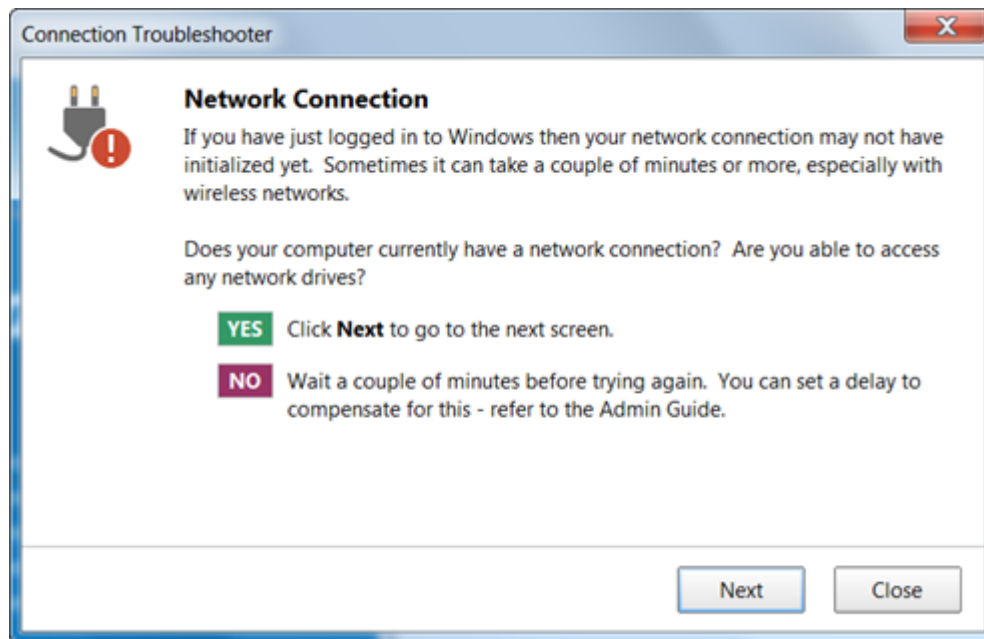 Connection Troubleshooter
Network Connection
If you have just logged in to Windows then your network connection may not have
initialized yet.  Sometimes it can take a couple of minutes or more, especially with
wireless networks.
Does your computer currently have a network connection?  Are you able to access
any network drives?
YES Click Next to go to the next screen.
NO Wait a couple of minutes before trying again.  You can set a delay to
compensate for this - refer to the Admin Guide.
Next Close